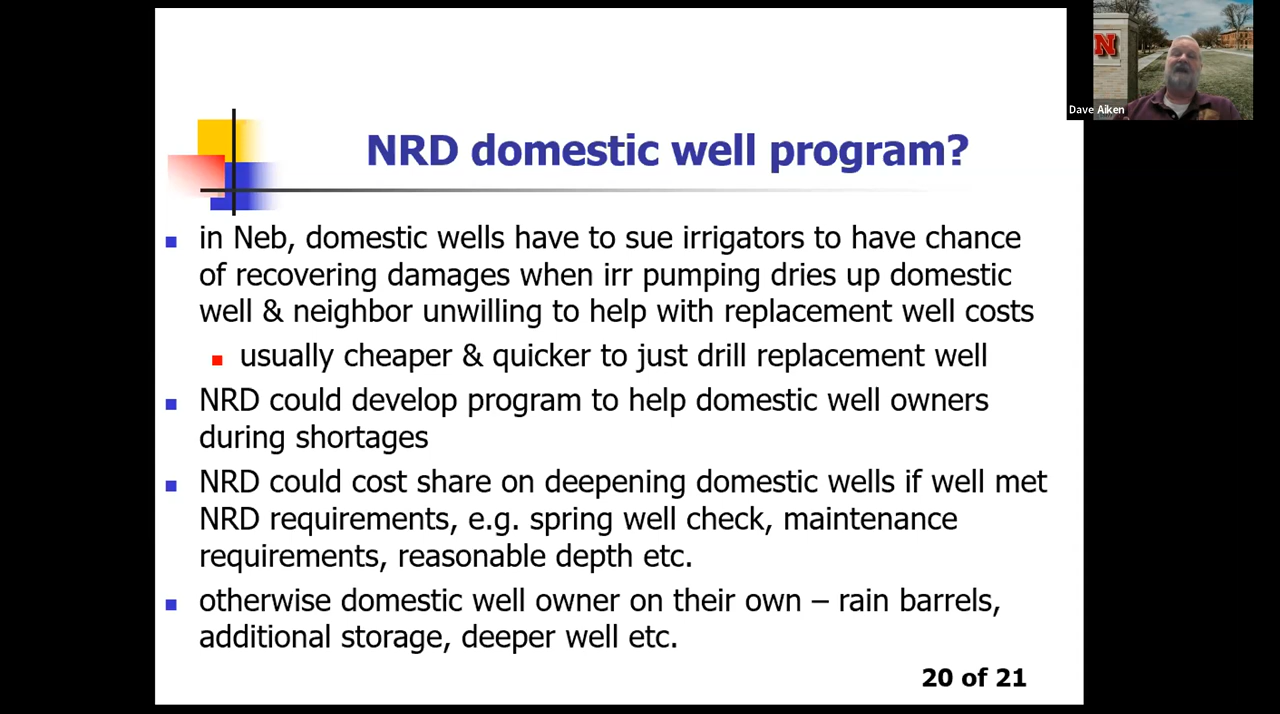 NRD domestic well program?
in Neb, domestic wells have to sue irrigators to have chance
of recovering damages when irr pumping dries up domestic
well & neighbor unwilling to help with replacement well costs
usually cheaper & quicker to just drill replacement well
NRD could develop program to help domestic well owners
during shortages
NRD could cost share on deepening domestic wells if well met
NRD requirements, e.g. spring well check, maintenance
requirements, reasonable depth etc.
otherwise domestic well owner on their own – rain barrels,
additional storage, deeper well etc.
20 of 21
N
Dave Aiken